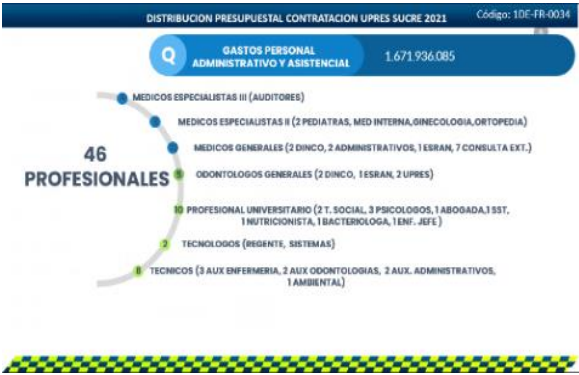 DISTRIBUCION PRESUPUESTAL CONTRATACION UPRES SUCRE 2021
Código: 1DE-FR-0034
Q
GASTOS PERSONAL
ADMINISTRATIVO Y ASISTENCIAL
1.671.936.085
MEDICOS ESPECIALISTAS III (AUDITORES)
MEDICOS ESPECIALISTAS II (2 PEDIATRAS, MED INTERNA,GINECOLOGIA,ORTOPEDIA)
MEDICOS GENERALES (2 DINCO, 2 ADMINISTRATIVOS, 1 ESRAN, 7 CONSULTA EXT.)
46
PROFESIONALES
5 ODONTOLOGOS GENERALES (2 DINCO, 1 ESRAN, 2 UPRES)
10 PROFESIONAL UNIVERSITARIO (2 T. SOCIAL, 3 PSICOLOGOS, 1 ABOGADA,1 SST,
1 NUTRICIONISTA, 1 BACTERIOLOGA, 1 ENF. JEFE )
2 TECNOLOGOS (REGENTE, SISTEMAS)
8 TECNICOS (3 AUX ENFERMERIA, 2 AUX ODONTOLOGIAS, 2 AUX. ADMINISTRATIVOS,
1 AMBIENTAL)